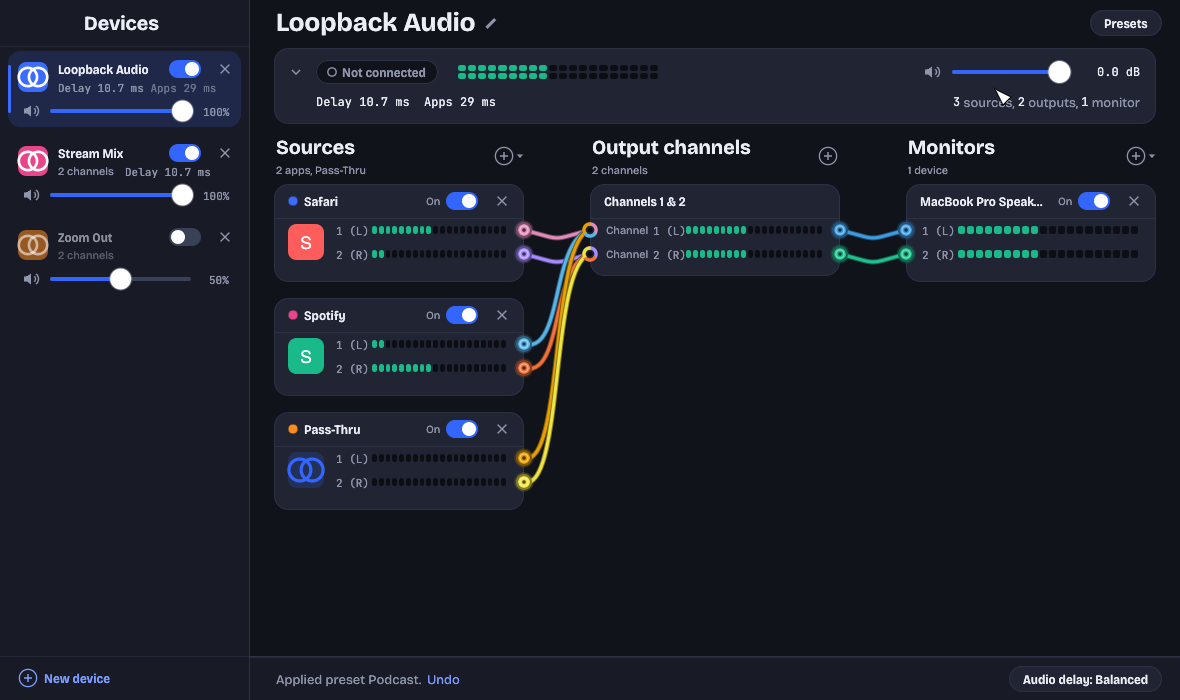 Devices
Loopback Audio
Delay 10.7 ms Apps 29 ms
100%
Stream Mix
2 channels Delay 10.7 ms
100%
Zoom Out
2 channels
50%
New device
Loopback Audio
Presets
Not connected
0.0 dB
Delay 10.7 ms Apps 29 ms
3 sources, 2 outputs, 1 monitor
Sources
2 apps, Pass-Thru
Safari On
S
1 (L)
2 (R)
Spotify On
S
1 (L)
2 (R)
Pass-Thru On
1 (L)
2 (R)
Output channels
2 channels
Channels 1 & 2
Channel 1 (L)
Channel 2 (R)
Monitors
1 device
MacBook Pro Speak... On
1 (L)
2 (R)
Applied preset Podcast. Undo
Audio delay: Balanced